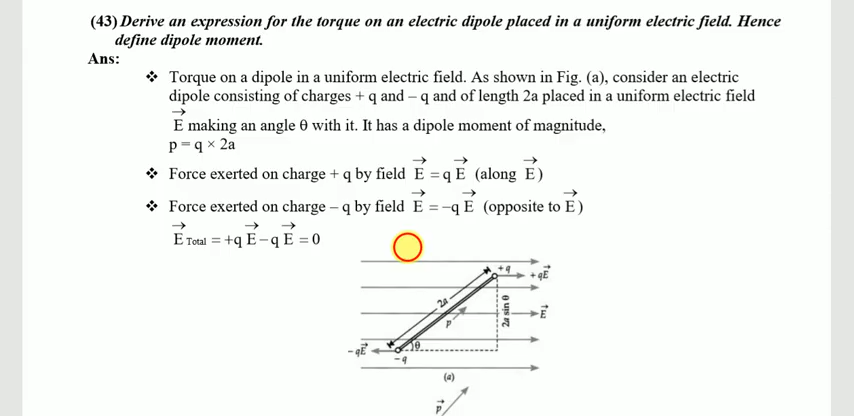 (43) Derive an expression for the torque on an electric dipole placed in a uniform electric field. Hence
define dipole moment.
Ans:
❖ Torque on a dipole in a uniform electric field. As shown in Fig. (a), consider an electric
dipole consisting of charges + q and – q and of length 2a placed in a uniform electric field
E⃗ making an angle θ with it. It has a dipole moment of magnitude,
p = q × 2a
❖ Force exerted on charge + q by field E⃗ = q E⃗ (along E⃗)
❖ Force exerted on charge – q by field E⃗ = –q E⃗ (opposite to E⃗)
E⃗ Total = +q E⃗ – q E⃗ = 0
+q
+qE⃗
2a
2a sin θ
E⃗
p
-qE⃗
θ
-q
(a)
p⃗